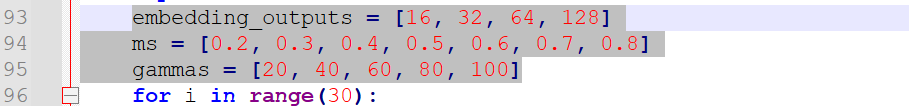 93 embedding_outputs = [16, 32, 64, 128]
94 ms = [0.2, 0.3, 0.4, 0.5, 0.6, 0.7, 0.8]
95 gammas = [20, 40, 60, 80, 100]
96 for i in range(30):